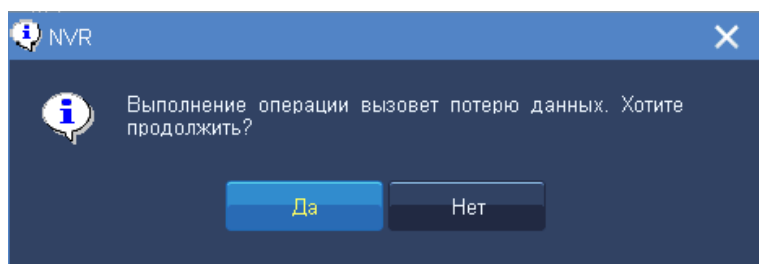 NVR
Выполнение операции вызовет потерю данных. Хотите
продолжить?
Да
Нет